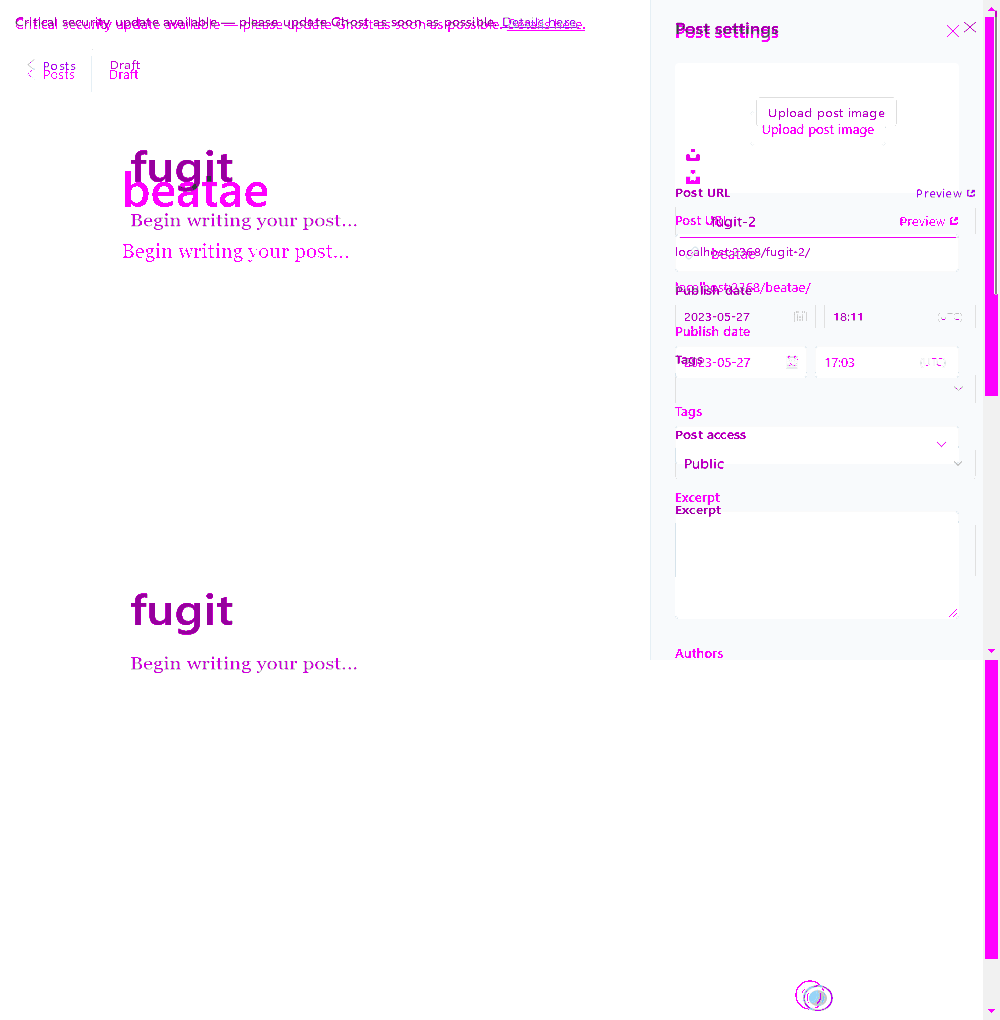 Critical security update available — please update Ghost as soon as possible. Details here.
Critical security update available — please update Ghost as soon as possible. Details here.
Posts
Draft
Posts
Draft
fugit
beatae
Begin writing your post...
Begin writing your post...
fugit
Begin writing your post...
Post settings
Post settings
Upload post image
Upload post image
Post URL
Preview
Post URL
fugit-2
Preview
localhost:2368/fugit-2/
beatae
localhost:2368/beatae/
Publish date
2023-05-27
18:11
(UTC)
Publish date
Tags
2023-05-27
17:03
(UTC)
Tags
Post access
Public
Excerpt
Excerpt
Authors